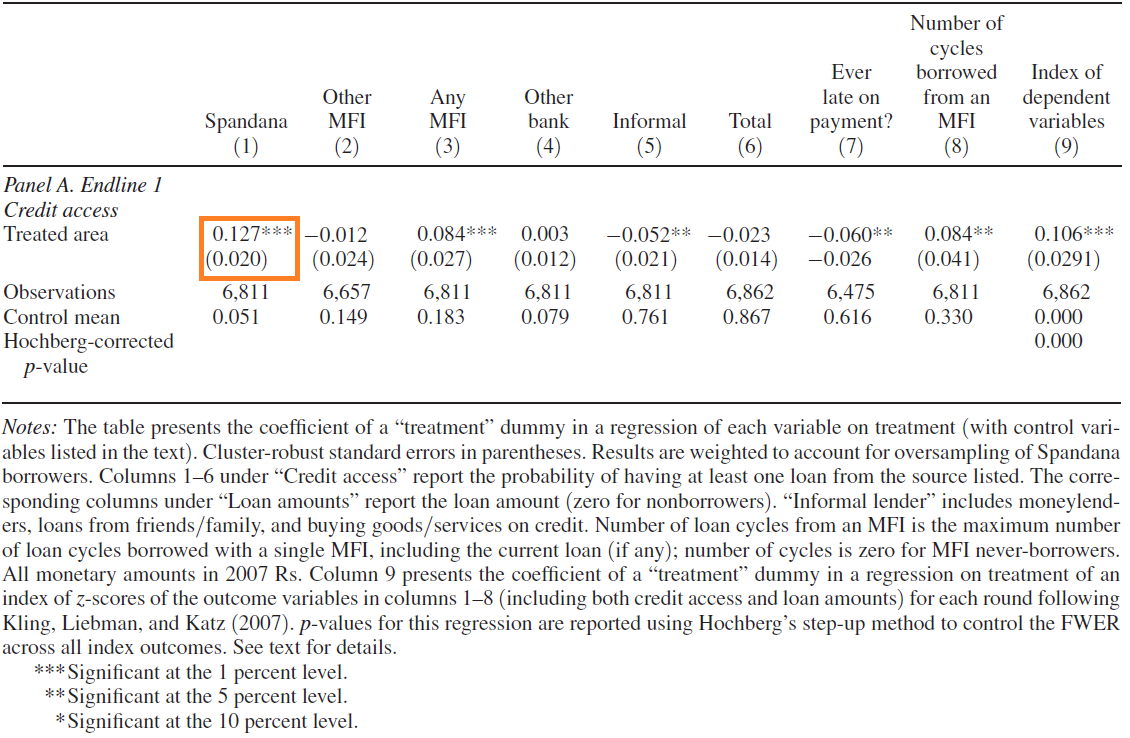 Number of
cycles
Ever borrowed Index of
Other Any Other late on from an dependent
Spandana MFI MFI bank Informal Total payment? MFI variables
(1) (2) (3) (4) (5) (6) (7) (8) (9)
Panel A. Endline 1
Credit access
Treated area 0.127*** −0.012 0.084*** 0.003 −0.052** −0.023 −0.060** 0.084** 0.106***
(0.020) (0.024) (0.027) (0.012) (0.021) (0.014) −0.026 (0.041) (0.0291)
Observations 6,811 6,657 6,811 6,811 6,811 6,862 6,475 6,811 6,862
Control mean 0.051 0.149 0.183 0.079 0.761 0.867 0.616 0.330 0.000
Hochberg-corrected 0.000
p-value
Notes: The table presents the coefficient of a “treatment” dummy in a regression of each variable on treatment (with control vari-
ables listed in the text). Cluster-robust standard errors in parentheses. Results are weighted to account for oversampling of Spandana
borrowers. Columns 1–6 under “Credit access” report the probability of having at least one loan from the source listed. The corre-
sponding columns under “Loan amounts” report the loan amount (zero for nonborrowers). “Informal lender” includes moneylend-
ers, loans from friends/family, and buying goods/services on credit. Number of loan cycles from an MFI is the maximum number
of loan cycles borrowed with a single MFI, including the current loan (if any); number of cycles is zero for MFI never-borrowers.
All monetary amounts in 2007 Rs. Column 9 presents the coefficient of a “treatment” dummy in a regression on treatment of an
index of z-scores of the outcome variables in columns 1–8 (including both credit access and loan amounts) for each round following
Kling, Liebman, and Katz (2007). p-values for this regression are reported using Hochberg’s step-up method to control the FWER
across all index outcomes. See text for details.
***Significant at the 1 percent level.
**Significant at the 5 percent level.
*Significant at the 10 percent level.